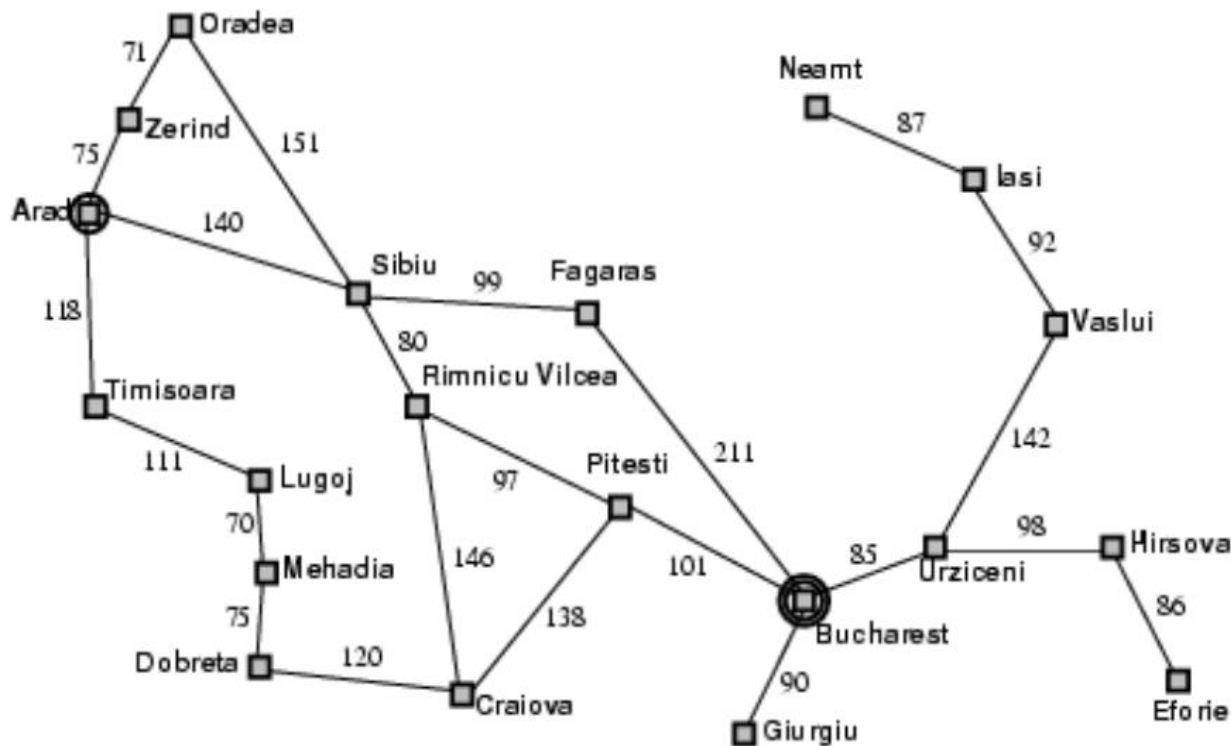 Oradea
71
Neamt
Zerind
87
75
151
Iasi
Arad
140
92
Sibiu
99
Fagaras
118
80
Vaslui
Timisoara
Rimnicu Vilcea
142
111
Lugoj
97
Pitesti
211
70
146
98
Hirsova
Mehadia
101
85
Urziceni
75
138
86
Dobreta
120
Bucharest
90
Craiova
Eforie
Giurgiu